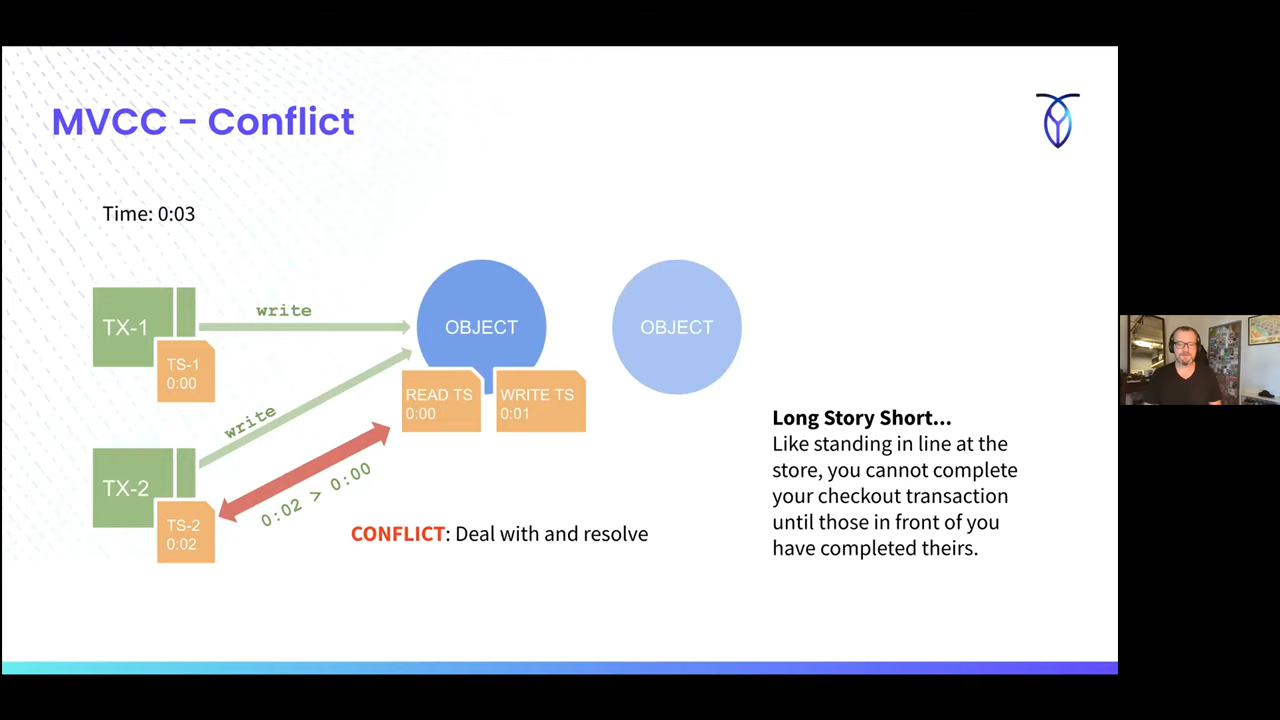 MVCC - Conflict
Time: 0:03
TX-1
TS-1
0:00
write
write
OBJECT
READ TS
0:00
WRITE TS
0:01
OBJECT
TX-2
TS-2
0:02
0:02 > 0:00
CONFLICT: Deal with and resolve
Long Story Short...
Like standing in line at the
store, you cannot complete
your checkout transaction
until those in front of you
have completed theirs.